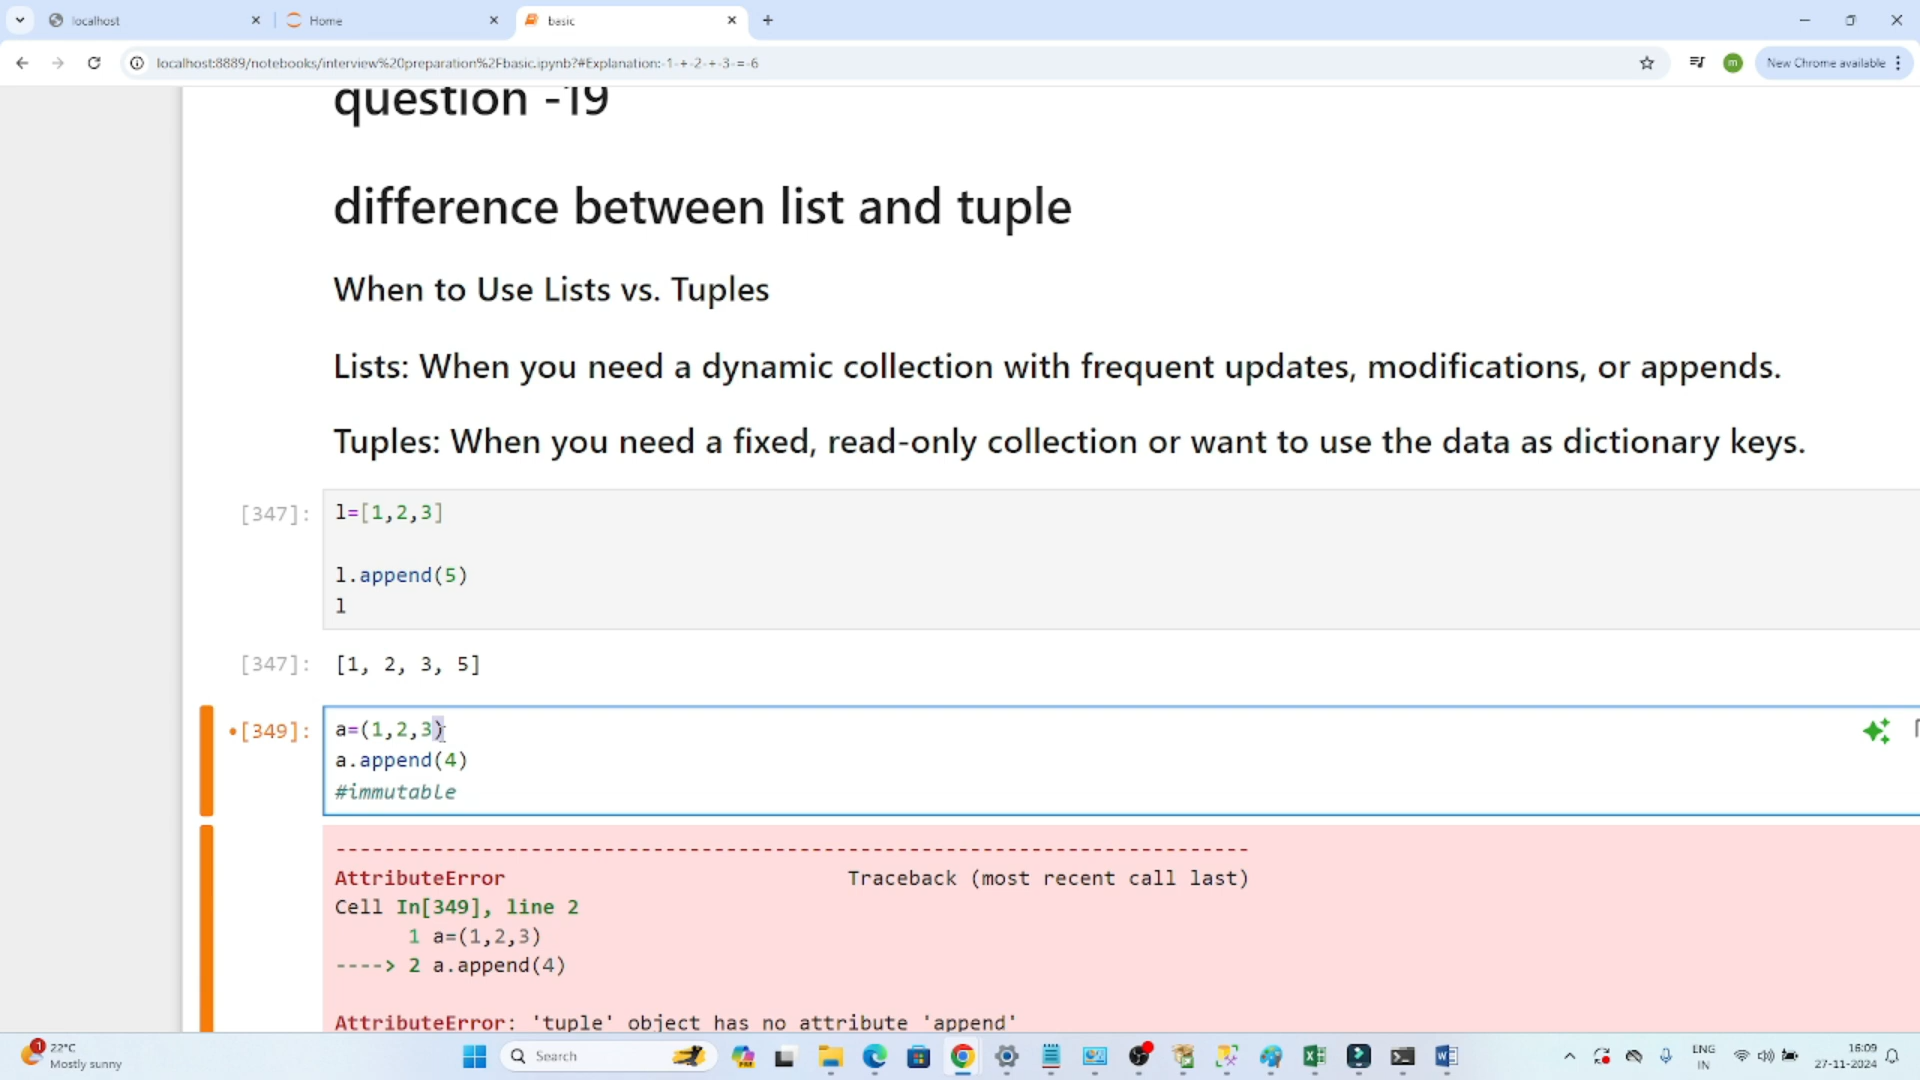 localhost
Home
basic
localhost:8889/notebooks/interview%20preparation%2Fbasic.ipynb?#Explanation:-1-+-2-+-3-=-6
m
New Chrome available
question -19
difference between list and tuple
When to Use Lists vs. Tuples
Lists: When you need a dynamic collection with frequent updates, modifications, or appends.
Tuples: When you need a fixed, read-only collection or want to use the data as dictionary keys.
[347]: l=[1,2,3]
l.append(5)
l
[347]: [1, 2, 3, 5]
•[349]: a=(1,2,3)
a.append(4)
#immutable
---------------------------------------------------------------------------
AttributeError Traceback (most recent call last)
Cell In[349], line 2
1 a=(1,2,3)
----> 2 a.append(4)
AttributeError: 'tuple' object has no attribute 'append'
1
22°C
Mostly sunny
Search
ENG
IN
16:09
27-11-2024